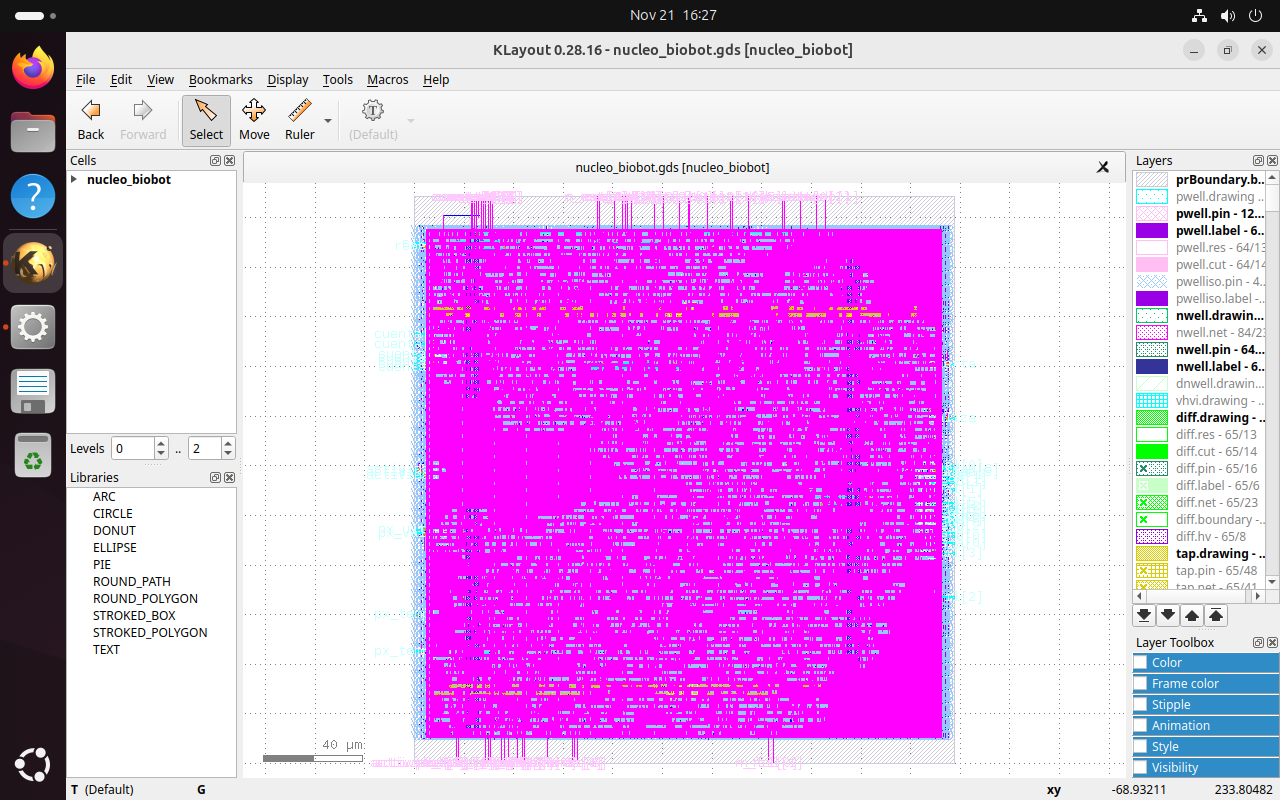 Nov 21 16:27
KLayout 0.28.16 - nucleo_biobot.gds [nucleo_biobot]
File Edit View Bookmarks Display Tools Macros Help
Back Forward Select Move Ruler (Default)
Cells
nucleo_biobot
Levels 0 .. 2
Libraries
ARC
CIRCLE
DONUT
ELLIPSE
PIE
ROUND_PATH
ROUND_POLYGON
STROKED_BOX
STROKED_POLYGON
TEXT
nucleo_biobot.gds [nucleo_biobot]
40 µm
Layers
prBoundary.b..
pwell.drawing ..
pwell.pin - 12...
pwell.label - 6..
pwell.res - 64/13
pwell.cut - 64/14
pwelliso.pin - 4..
pwelliso.label -..
nwell.drawin...
nwell.net - 84/23
nwell.pin - 64...
nwell.label - 6..
dnwell.drawin...
vhvi.drawing - ..
diff.drawing - ..
diff.res - 65/13
diff.cut - 65/14
diff.pin - 65/16
diff.label - 65/6
diff.net - 65/23
diff.boundary - ..
diff.hv - 65/8
tap.drawing - ..
tap.pin - 65/48
tap.net - 65/41
Layer Toolbox
Color
Frame color
Stipple
Animation
Style
Visibility
T (Default) G xy -68.93211 233.80482